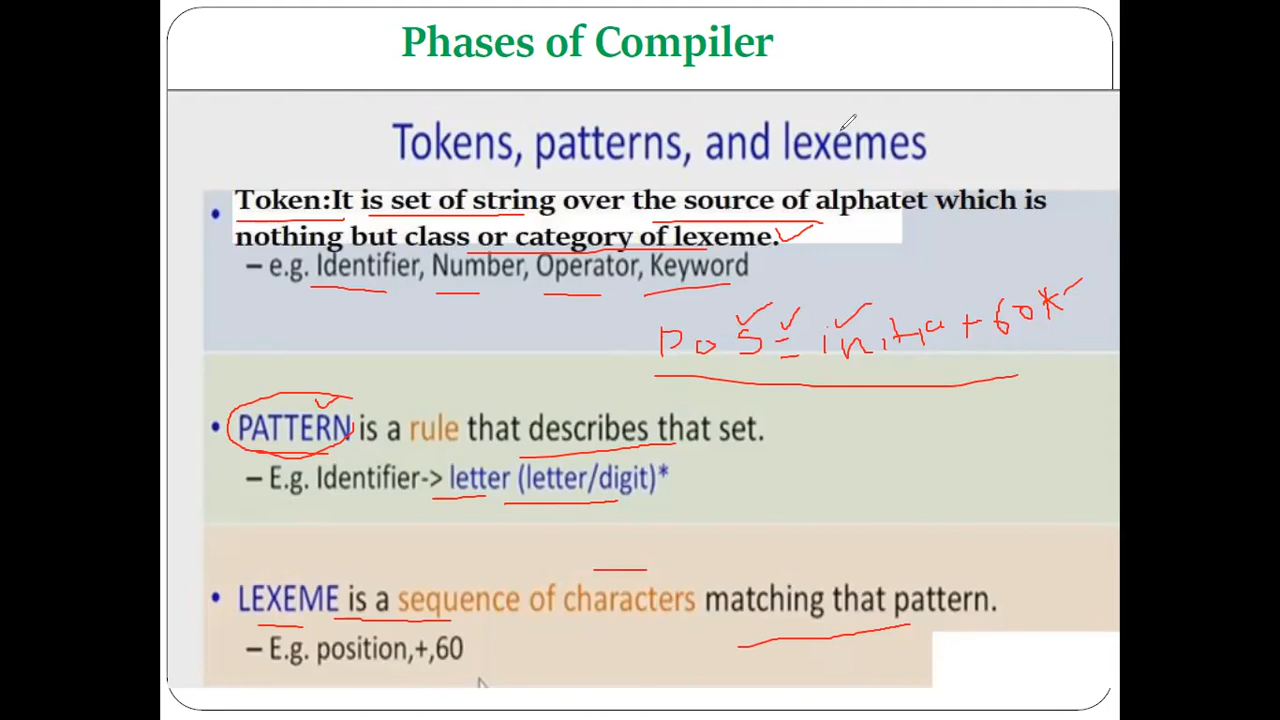 Phases of Compiler
Tokens, patterns, and lexemes
• Token:It is set of string over the source of alphatet which is
nothing but class or category of lexeme.
– e.g. Identifier, Number, Operator, Keyword
Pos = initia + 60*
• PATTERN is a rule that describes that set.
– E.g. Identifier-> letter (letter/digit)*
• LEXEME is a sequence of characters matching that pattern.
– E.g. position,+,60